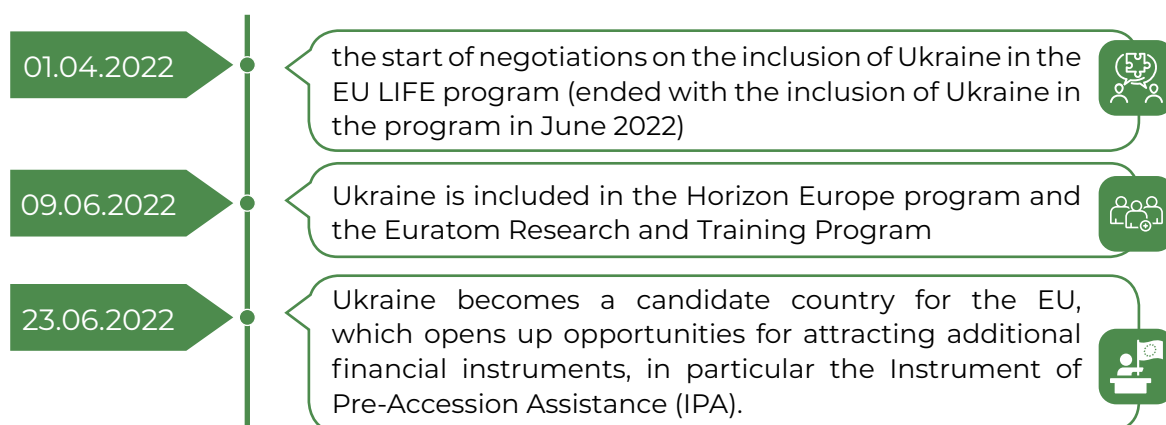 01.04.2022
the start of negotiations on the inclusion of Ukraine in the
EU LIFE program (ended with the inclusion of Ukraine in
the program in June 2022)
09.06.2022
Ukraine is included in the Horizon Europe program and
the Euratom Research and Training Program
23.06.2022
Ukraine becomes a candidate country for the EU,
which opens up opportunities for attracting additional
financial instruments, in particular the Instrument of
Pre-Accession Assistance (IPA).